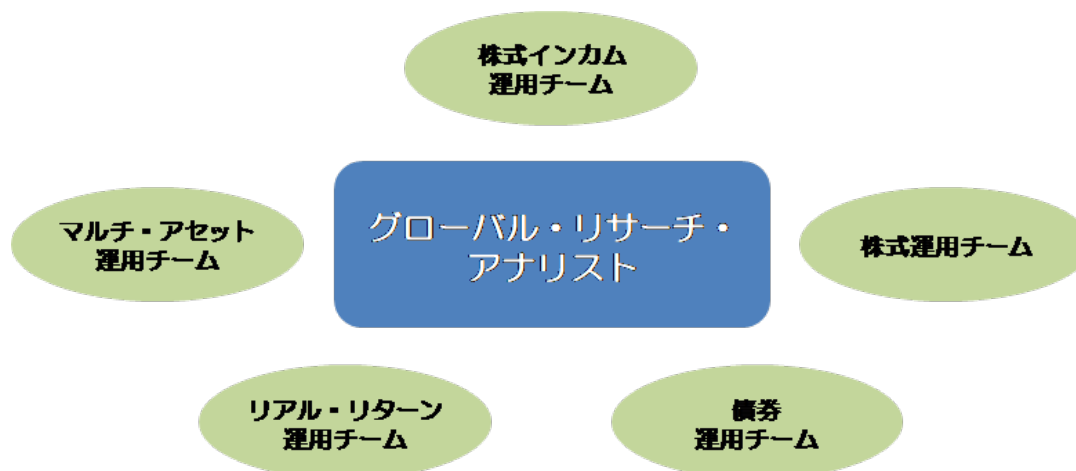 株式インカム
運用チーム
グローバル・リサーチ・
アナリスト
マルチ・アセット
運用チーム
株式運用チーム
リアル・リターン
運用チーム
債券
運用チーム